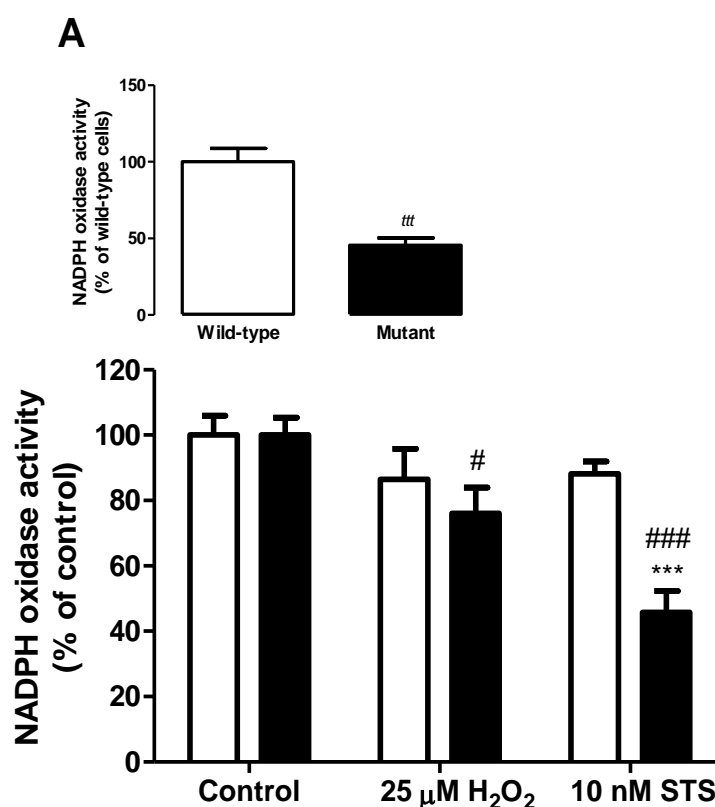 A
NADPH oxidase activity
(% of wild-type cells)
150
100
50
0
ttt
Wild-type Mutant
NADPH oxidase activity
(% of control)
120
100
80
60
40
20
0
#
###
***
Control 25 μM H₂O₂ 10 nM STS